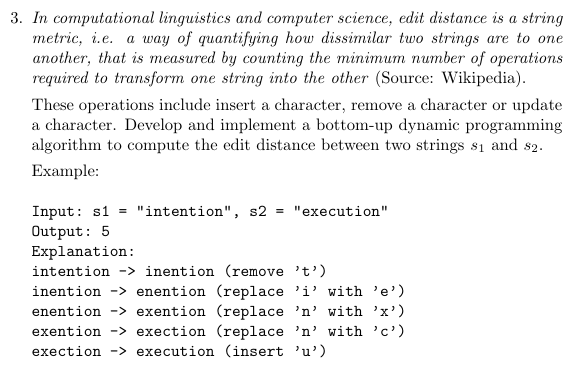 3. In computational linguistics and computer science, edit distance is a string
metric, i.e. a way of quantifying how dissimilar two strings are to one
another, that is measured by counting the minimum number of operations
required to transform one string into the other (Source: Wikipedia).
These operations include insert a character, remove a character or update
a character. Develop and implement a bottom-up dynamic programming
algorithm to compute the edit distance between two strings s₁ and s₂.
Example:
Input: s1 = "intention", s2 = "execution"
Output: 5
Explanation:
intention -> inention (remove ’t’)
inention -> enention (replace ’i’ with ’e’)
enention -> exention (replace ’n’ with ’x’)
exention -> exection (replace ’n’ with ’c’)
exection -> execution (insert ’u’)